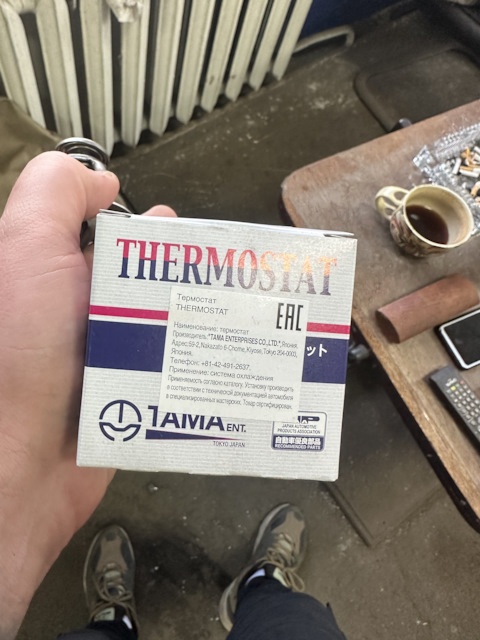 THERMOSTAT
Термостат
THERMOSTAT
EAC
Наименование: термостат
Производитель: "TAMA ENTERPRISES CO.,LTD.", Япония.
Адрес:59-2, Nakazato 6-Chome, Kiyose, Tokyo 204-0003,
Япония.
Телефон: +81-42-491-2637.
Применение: система охлаждения
Применяемость согласно каталогу. Установку производить
в соответствии с технической документацией автомобиля
в специализированных мастерских. Товар сертифицирован.
ット
TAMA ENT.
TOKYO JAPAN
JAPAN AUTOMOTIVE
PRODUCTS ASSOCIATION
自動車優良部品
RECOMMENDED PARTS